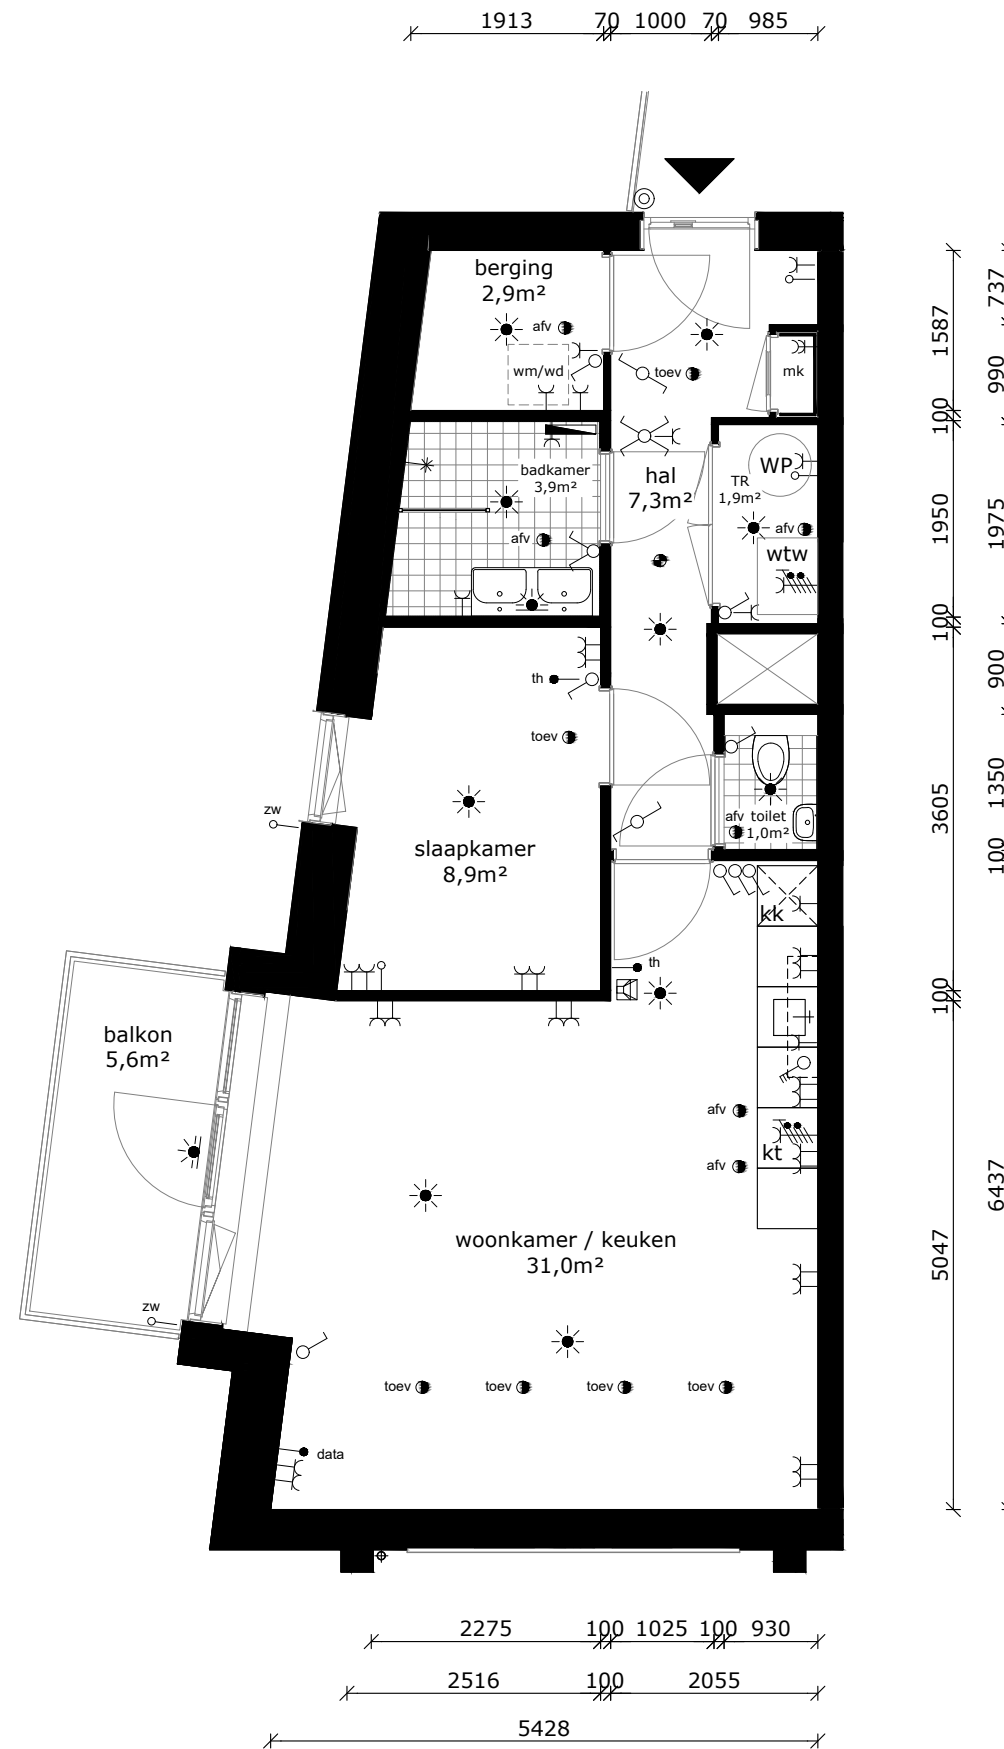 1913 70 1000 70 985
berging
2,9m²
afv
wm/wd
toev
mk
737
1587
990
100
badkamer
3,9m²
hal
7,3m²
WP
TR
1,9m²
afv
afv
wtw
1950
1975
100
900
th
toev
zw
slaapkamer
8,9m²
afv toilet
1,0m²
3605
1350
100
kk
th
100
balkon
5,6m²
afv
kt
afv
woonkamer / keuken
31,0m²
6437
5047
zw
toev toev toev toev
data
2275 100 1025 100 930
2516 100 2055
5428